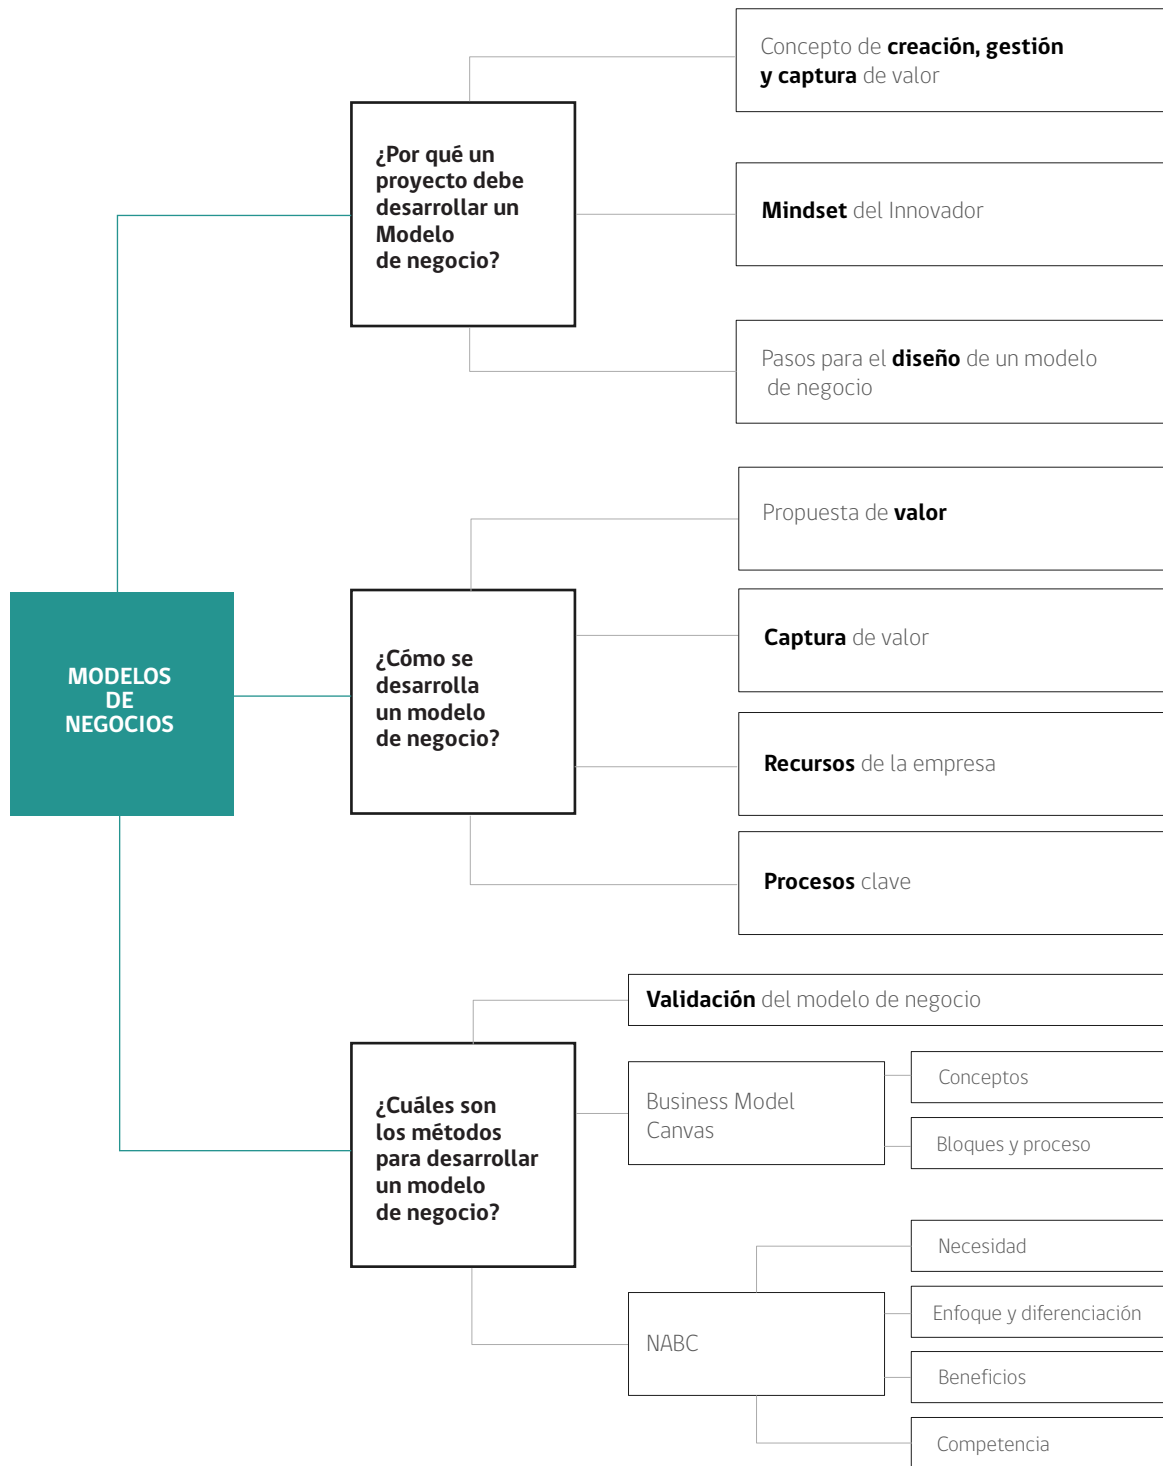 MODELOS
DE
NEGOCIOS
¿Por qué un
proyecto debe
desarrollar un
Modelo
de negocio?
Concepto de creación, gestión
y captura de valor
Mindset del Innovador
Pasos para el diseño de un modelo
de negocio
¿Cómo se
desarrolla
un modelo
de negocio?
Propuesta de valor
Captura de valor
Recursos de la empresa
Procesos clave
¿Cuáles son
los métodos
para desarrollar
un modelo
de negocio?
Validación del modelo de negocio
Business Model
Canvas
Conceptos
Bloques y proceso
NABC
Necesidad
Enfoque y diferenciación
Beneficios
Competencia